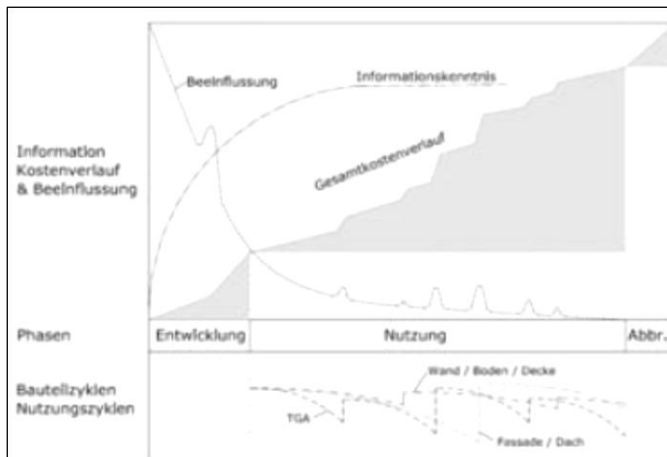 Beeinflussung
Informationskenntnis
Information
Kostenverlauf
& Beeinflussung
Gesamtkostenverlauf
Phasen
Entwicklung
Nutzung
Abbr.
Bauteilzyklen
Nutzungszyklen
Wand / Boden / Decke
TGA
Fassade / Dach